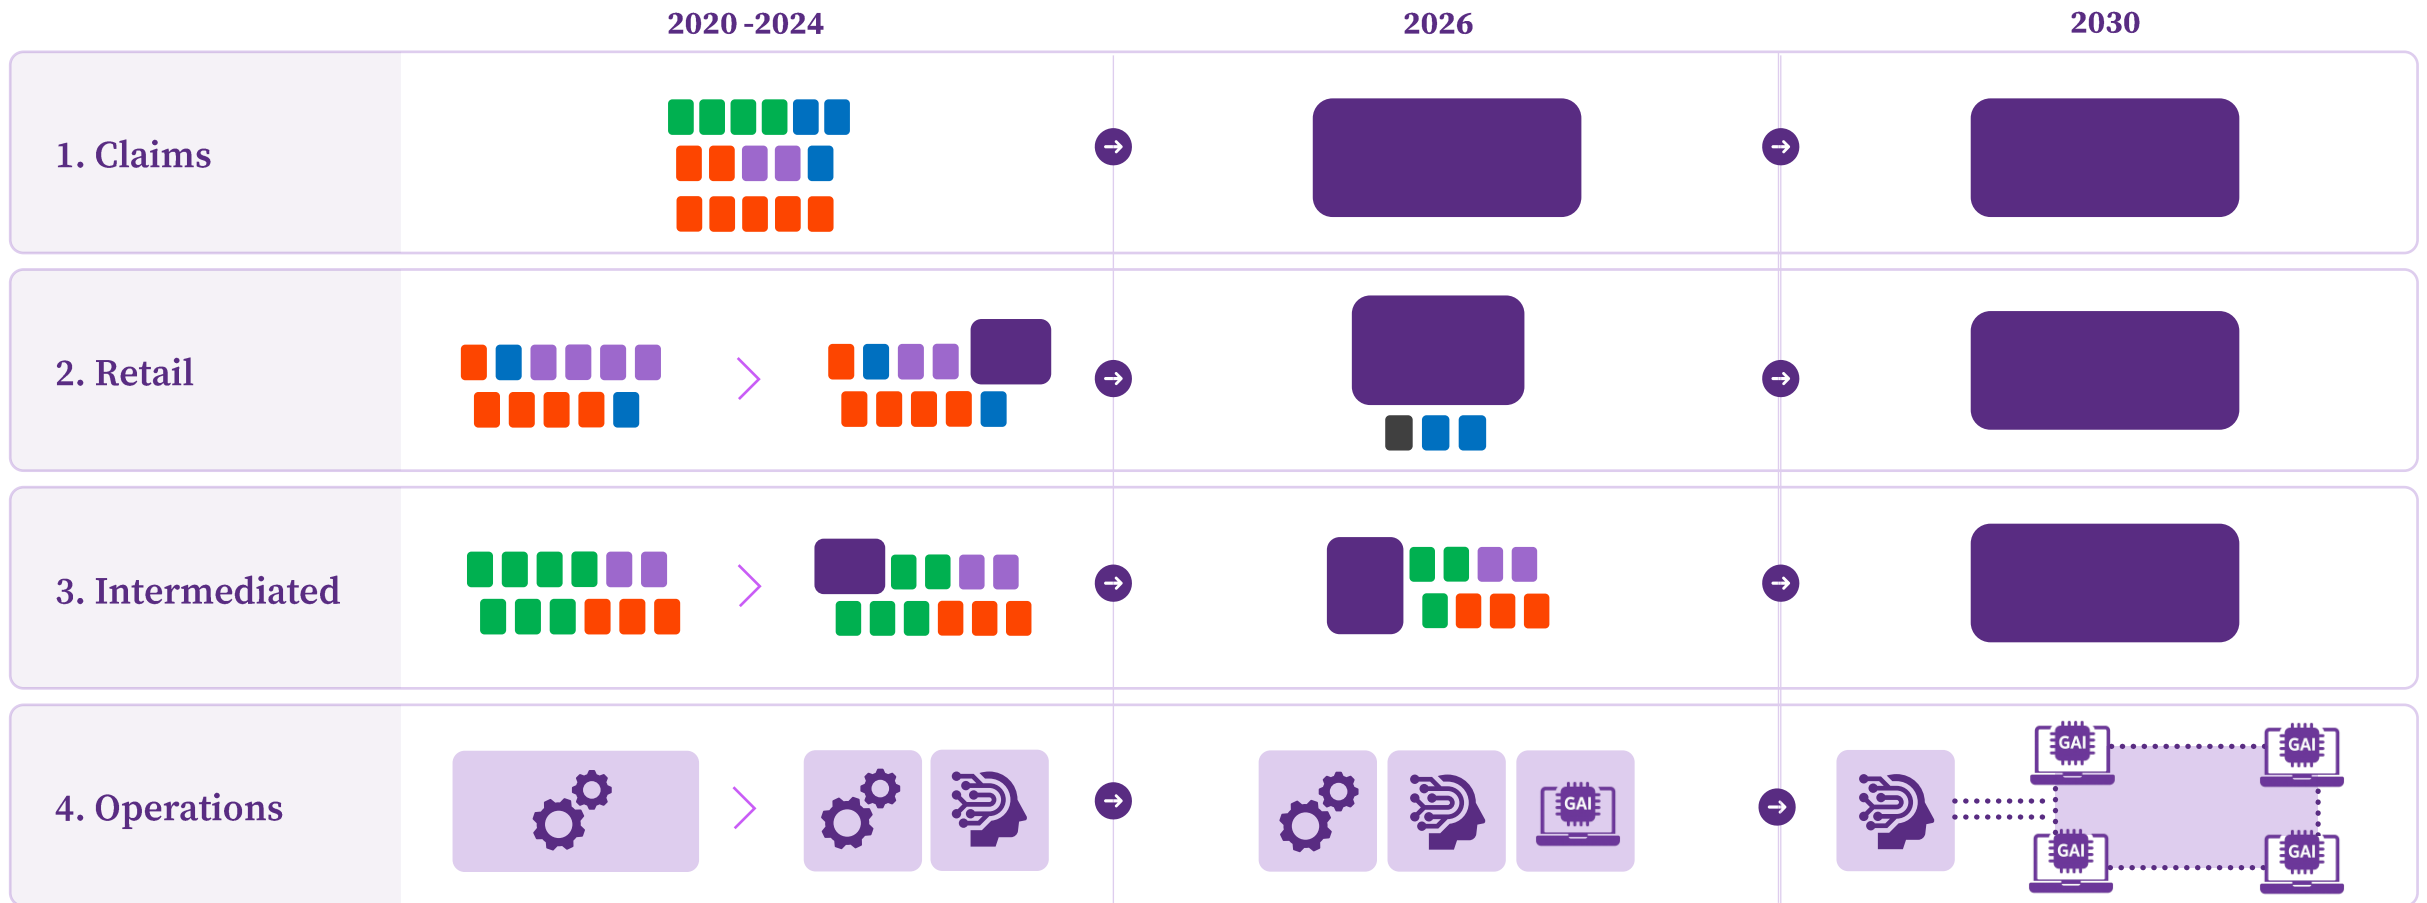 2020 -2024
2026
2030
1. Claims
2. Retail
3. Intermediated
4. Operations
GAI
GAI
GAI
GAI
GAI